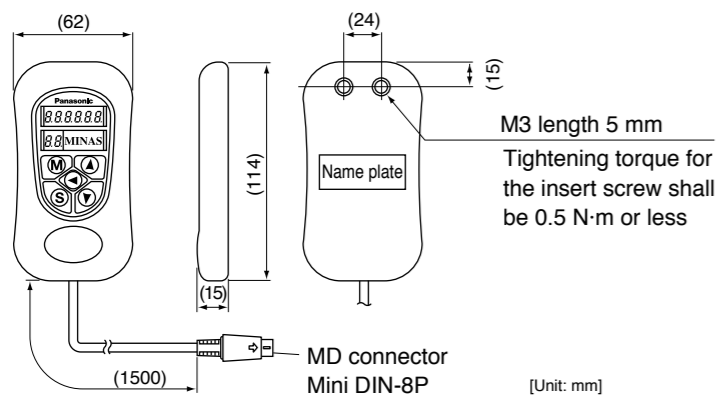 (62)
(24)
(15)
Panasonic
8.8.8.8.8.8.
8.8. MINAS
M
S
(114)
Name plate
M3 length 5 mm
Tightening torque for
the insert screw shall
be 0.5 N·m or less
(15)
(1500)
MD connector
Mini DIN-8P
[Unit: mm]